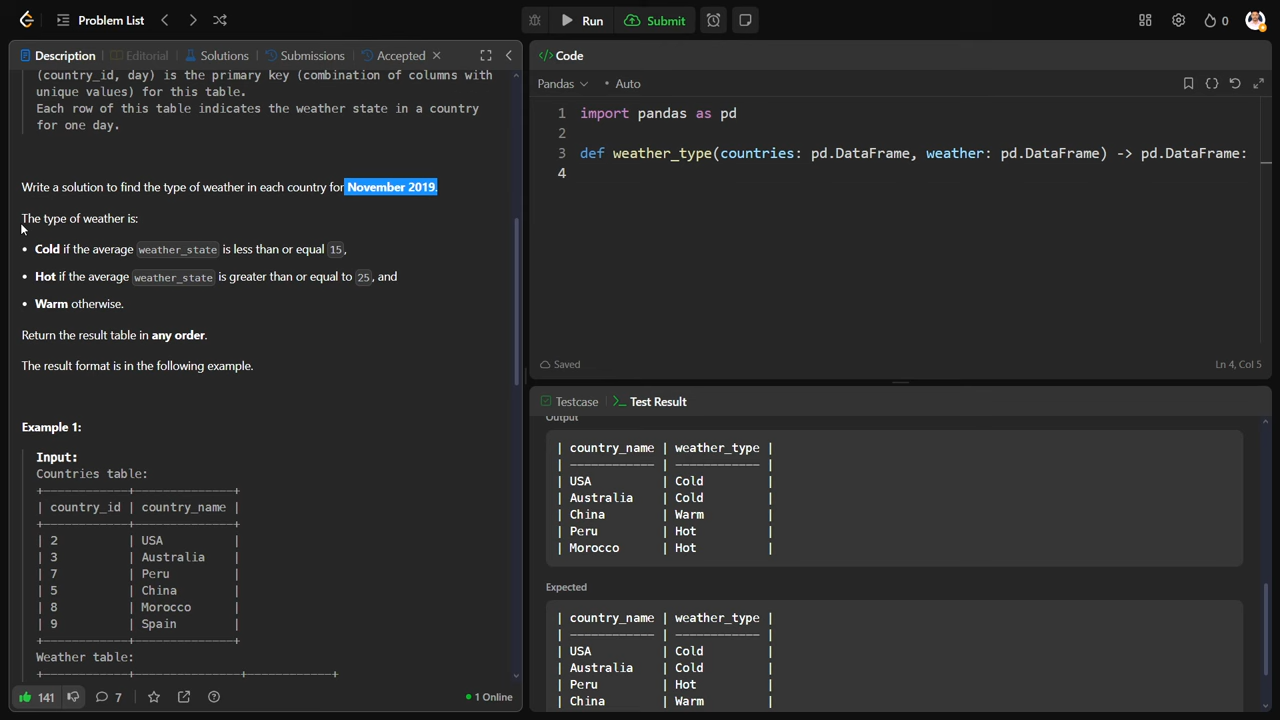 Problem List
Run
Submit
0
Description
Editorial
Solutions
Submissions
Accepted
(country_id, day) is the primary key (combination of columns with
unique values) for this table.
Each row of this table indicates the weather state in a country
for one day.
Write a solution to find the type of weather in each country for November 2019.
The type of weather is:
• Cold if the average weather_state is less than or equal 15,
• Hot if the average weather_state is greater than or equal to 25, and
• Warm otherwise.
Return the result table in any order.
The result format is in the following example.
Example 1:
Input:
Countries table:
+------------+--------------+
| country_id | country_name |
+------------+--------------+
| 2 | USA |
| 3 | Australia |
| 7 | Peru |
| 5 | China |
| 8 | Morocco |
| 9 | Spain |
+------------+--------------+
Weather table:
+------------+--------------+------------+
141
7
1 Online
</> Code
Pandas
• Auto
1 import pandas as pd
2
3 def weather_type(countries: pd.DataFrame, weather: pd.DataFrame) -> pd.DataFrame:
4
Saved
Ln 4, Col 5
Testcase
Test Result
Output
| country_name | weather_type |
| ------------ | ------------ |
| USA | Cold |
| Australia | Cold |
| China | Warm |
| Peru | Hot |
| Morocco | Hot |
Expected
| country_name | weather_type |
| ------------ | ------------ |
| USA | Cold |
| Australia | Cold |
| Peru | Hot |
| China | Warm |